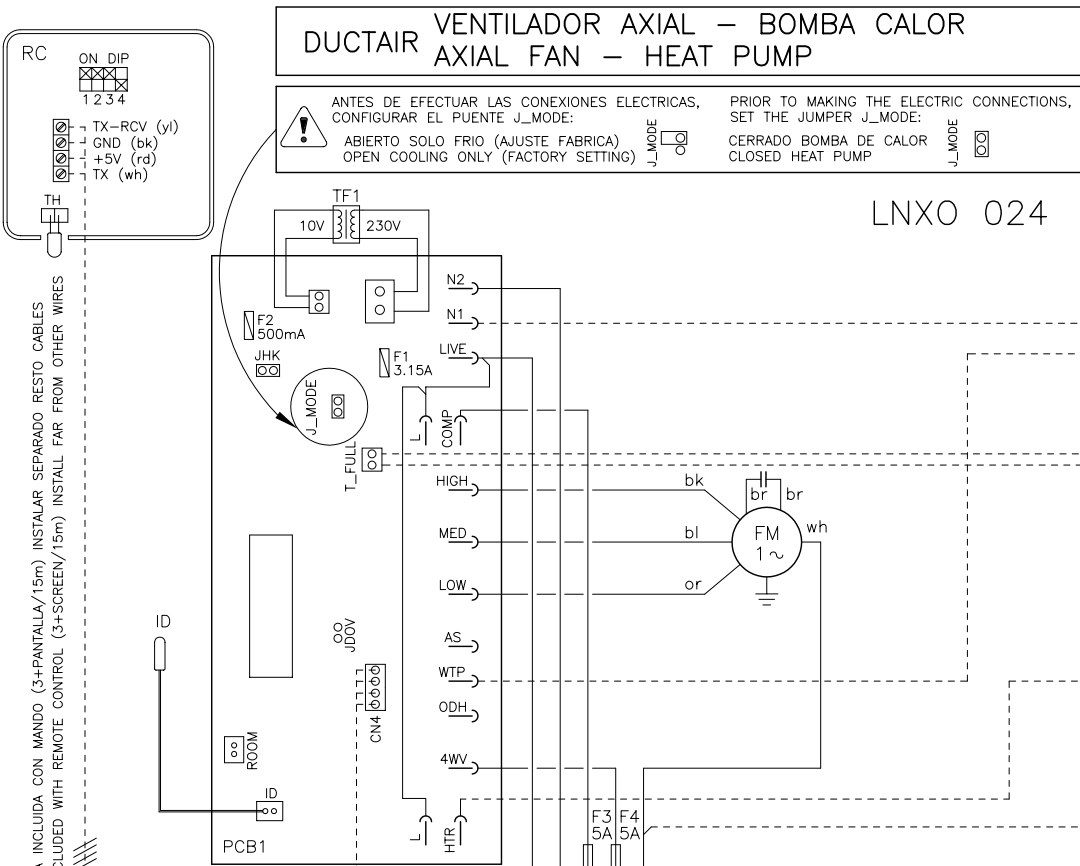 DUCTAIR
VENTILADOR AXIAL – BOMBA CALOR
AXIAL FAN – HEAT PUMP
ANTES DE EFECTUAR LAS CONEXIONES ELECTRICAS,
CONFIGURAR EL PUENTE J_MODE:
ABIERTO SOLO FRIO (AJUSTE FABRICA)
OPEN COOLING ONLY (FACTORY SETTING)
J_MODE
PRIOR TO MAKING THE ELECTRIC CONNECTIONS,
SET THE JUMPER J_MODE:
CERRADO BOMBA DE CALOR
CLOSED HEAT PUMP
J_MODE
LNXO 024
RC
ON DIP
1 2 3 4
TX-RCV (yl)
GND (bk)
+5V (rd)
TX (wh)
TH
INCLUIDA CON MANDO (3+PANTALLA/15m) INSTALAR SEPARADO RESTO CABLES
WITH REMOTE CONTROL (3+SCREEN/15m) INSTALL FAR FROM OTHER WIRES
TF1
10V
230V
F2
500mA
JHK
F1
3.15A
J_MODE
T_FULL
N2
N1
LIVE
L
COMP
HIGH
MED
LOW
AS
WTP
ODH
4WV
L
HTR
JDOV
CN4
ROOM
ID
ID
PCB1
bk
bl
or
br
br
wh
FM
1 ~
F3
5A
F4
5A